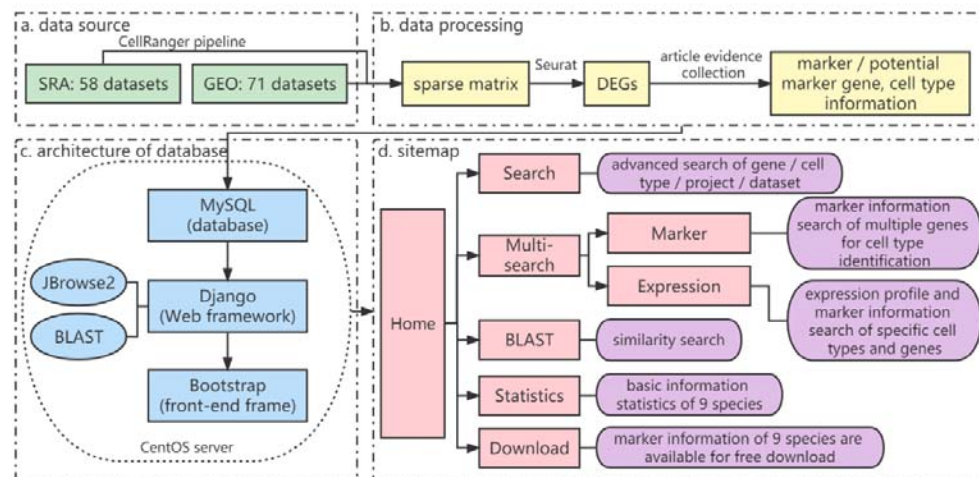 a. data source
CellRanger pipeline
SRA: 58 datasets
GEO: 71 datasets
b. data processing
sparse matrix
Seurat
DEGs
article evidence
collection
marker / potential
marker gene, cell type
information
c. architecture of database
MySQL
(database)
JBrowse2
BLAST
Django
(Web framework)
Bootstrap
(front-end frame)
CentOS server
d. sitemap
Home
Search
advanced search of gene / cell
type / project / dataset
Multi-
search
Marker
marker information
search of multiple genes
for cell type
identification
Expression
expression profile and
marker information
search of specific cell
types and genes
BLAST
similarity search
Statistics
basic information
statistics of 9 species
Download
marker information of 9 species are
available for free download